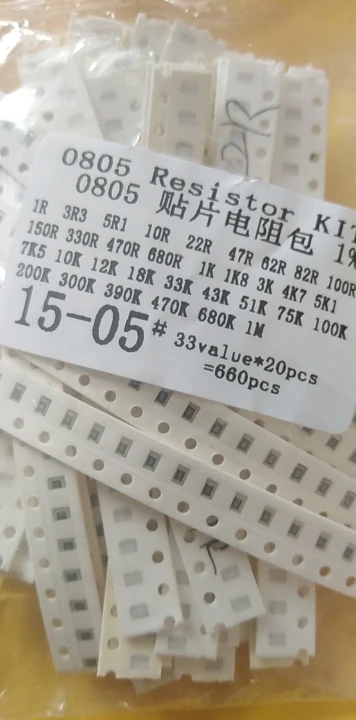 0805 Resistor KIT
0805 贴片电阻包 1%
1R 3R3 5R1 10R 22R 47R 62R 82R 100R
150R 330R 470R 680R 1K 1K8 3K 4K7 5K1
7K5 10K 12K 18K 33K 43K 51K 75K 100K
200K 300K 390K 470K 680K 1M
15-05# 33value*20pcs
=660pcs